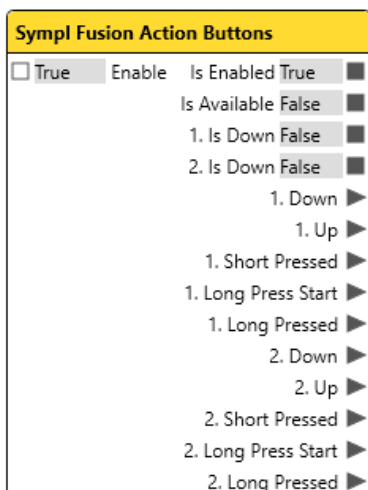 Sympl Fusion Action Buttons
True Enable Is Enabled True
Is Available False
1. Is Down False
2. Is Down False
1. Down
1. Up
1. Short Pressed
1. Long Press Start
1. Long Pressed
2. Down
2. Up
2. Short Pressed
2. Long Press Start
2. Long Pressed